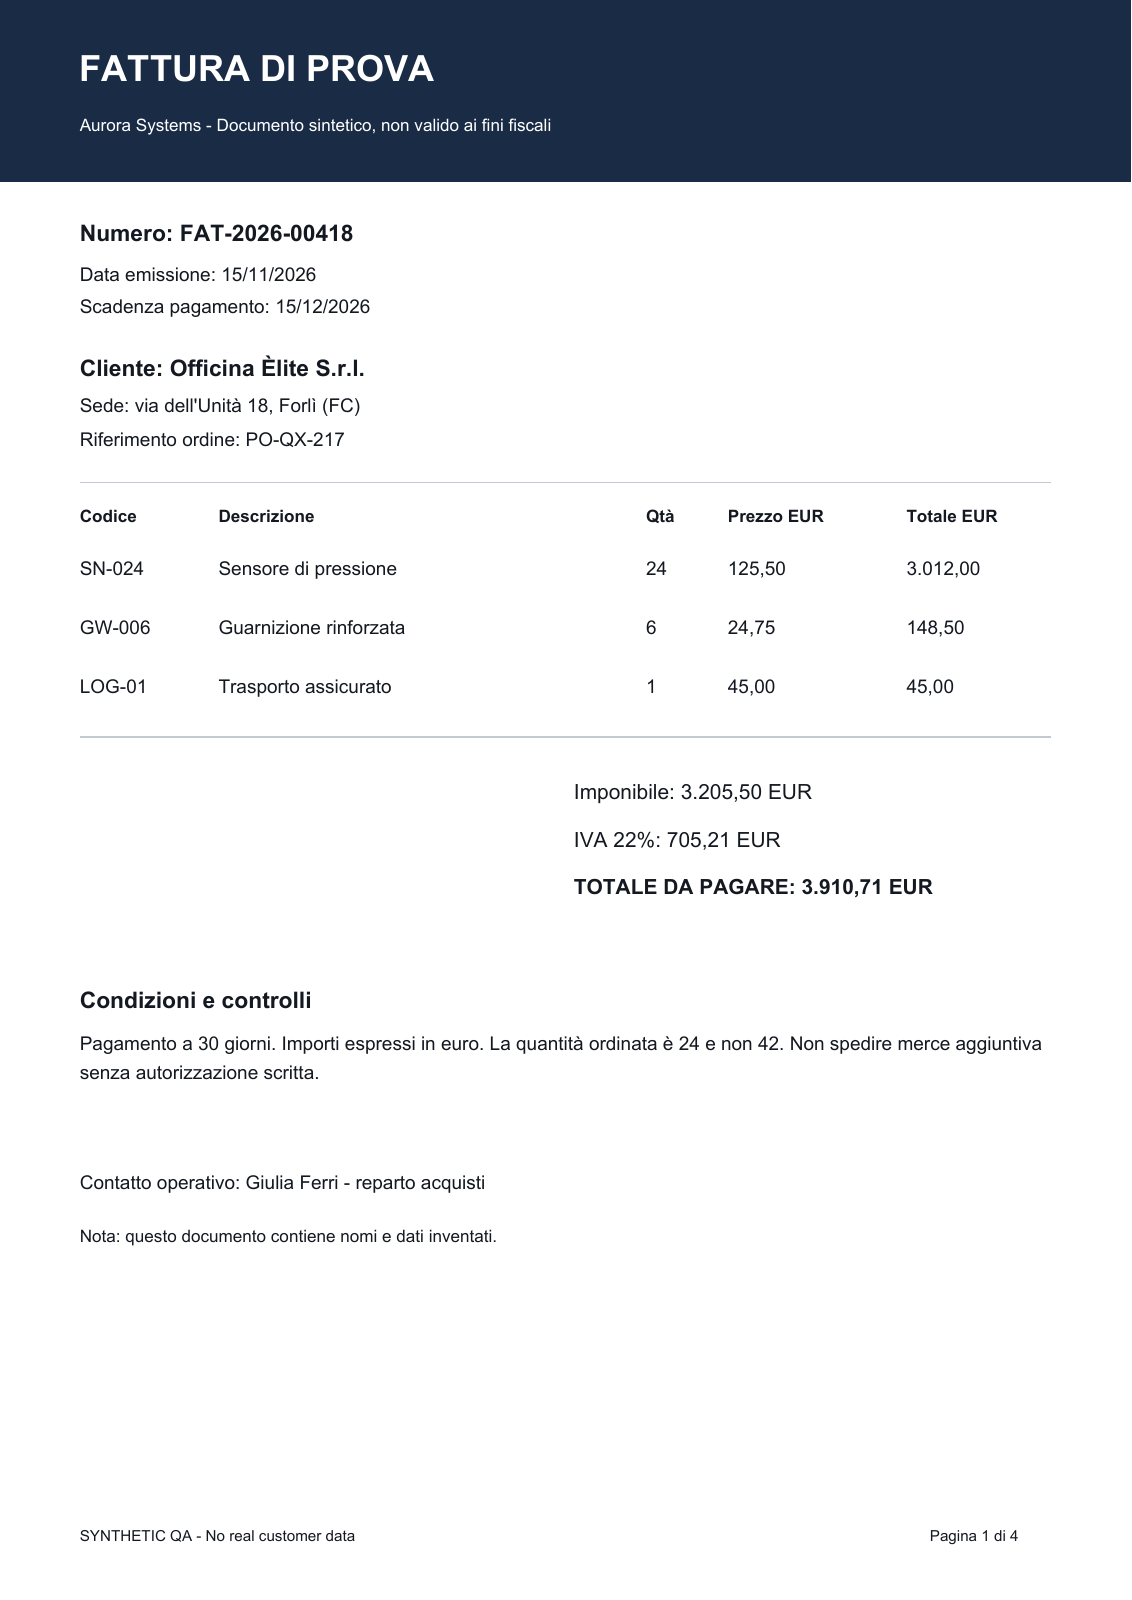 FATTURA DI PROVA
Aurora Systems - Documento sintetico, non valido ai fini fiscali
Numero: FAT-2026-00418
Data emissione: 15/11/2026
Scadenza pagamento: 15/12/2026
Cliente: Officina Èlite S.r.l.
Sede: via dell'Unità 18, Forlì (FC)
Riferimento ordine: PO-QX-217
Codice Descrizione Qtà Prezzo EUR Totale EUR
SN-024 Sensore di pressione 24 125,50 3.012,00
GW-006 Guarnizione rinforzata 6 24,75 148,50
LOG-01 Trasporto assicurato 1 45,00 45,00
Imponibile: 3.205,50 EUR
IVA 22%: 705,21 EUR
TOTALE DA PAGARE: 3.910,71 EUR
Condizioni e controlli
Pagamento a 30 giorni. Importi espressi in euro. La quantità ordinata è 24 e non 42. Non spedire merce aggiuntiva
senza autorizzazione scritta.
Contatto operativo: Giulia Ferri - reparto acquisti
Nota: questo documento contiene nomi e dati inventati.
SYNTHETIC QA - No real customer data Pagina 1 di 4